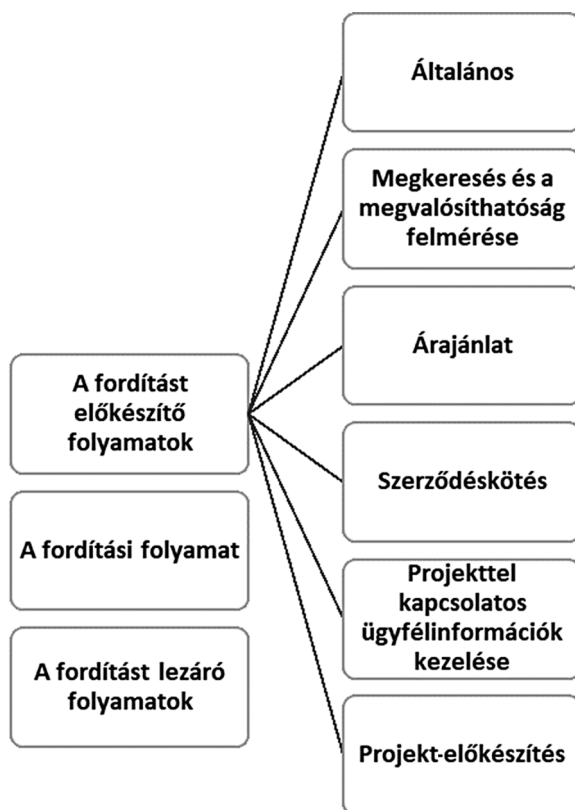 A fordítást
előkészítő
folyamatok
A fordítási folyamat
A fordítást lezáró
folyamatok
Általános
Megkeresés és a
megvalósíthatóság
felmérése
Árajánlat
Szerződéskötés
Projekttel
kapcsolatos
ügyfélinformációk
kezelése
Projekt-előkészítés